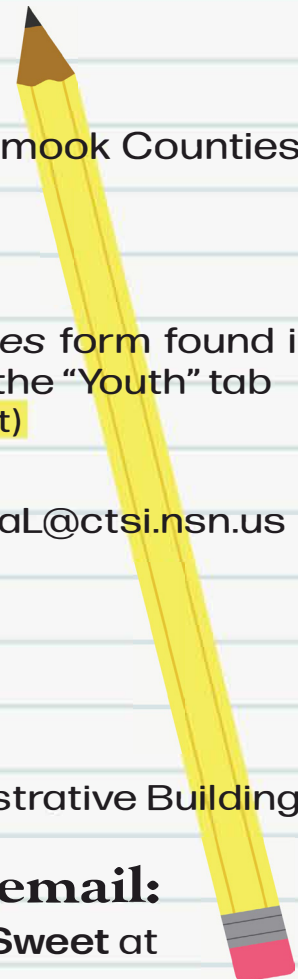 mook Counties
es form found i
the “Youth” tab
t)
aL@ctsi.nsn.us
strative Building
email:
Sweet at